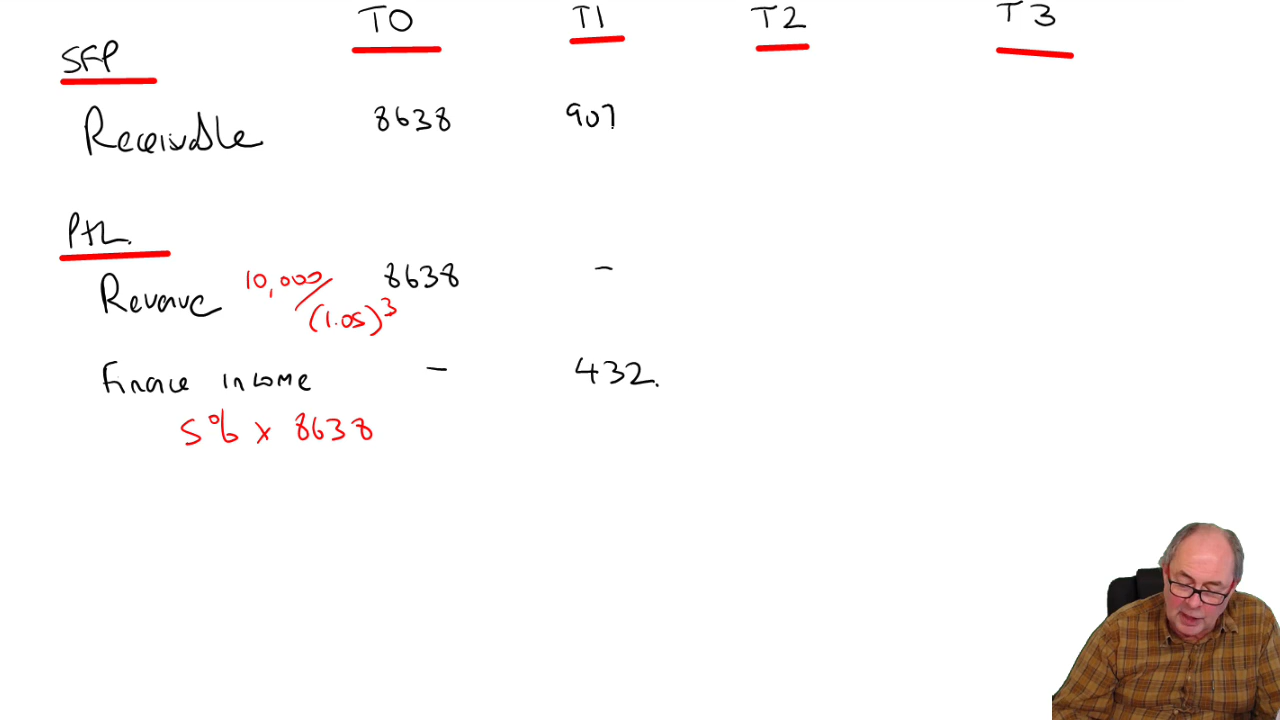 T0 T1 T2 T3
SFP
Receivable 8638 907
P+L.
Revenue 10,000/(1.05)^3 8638 –
Finance income – 432.
5% x 8638